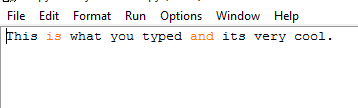 File Edit Format Run Options Window Help
This is what you typed and its very cool.